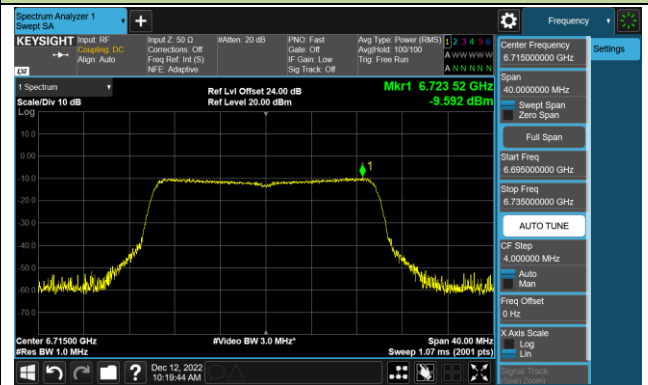 Spectrum Analyzer 1
Swept SA
+
Frequency
KEYSIGHT
Input: RF
Coupling: DC
Align: Auto
Input Z: 50 Ω
Corrections: Off
Freq Ref: Int (S)
NFE: Adaptive
#Atten: 20 dB
PNO: Fast
Gate: Off
IF Gain: Low
Sig Track: Off
Avg Type: Power (RMS)
Avg|Hold: 100/100
Trig: Free Run
1 2 3 4 5 6
A W W W W W
A N N N N N
LXI
1 Spectrum
Scale/Div 10 dB
Log
Ref Lvl Offset 24.00 dB
Ref Level 20.00 dBm
Mkr1 6.723 52 GHz
-9.592 dBm
10.0
0.00
-10.0
-20.0
-30.0
-40.0
-50.0
-60.0
-70.0
1
Center 6.71500 GHz
#Res BW 1.0 MHz
#Video BW 3.0 MHz*
Span 40.00 MHz
Sweep 1.07 ms (2001 pts)
?
Dec 12, 2022
10:19:44 AM
Center Frequency
6.715000000 GHz
Settings
Span
40.0000000 MHz
Swept Span
Zero Span
Full Span
Start Freq
6.695000000 GHz
Stop Freq
6.735000000 GHz
AUTO TUNE
CF Step
4.000000 MHz
Auto
Man
Freq Offset
0 Hz
X Axis Scale
Log
Lin
Signal Track
(Span Zoom)